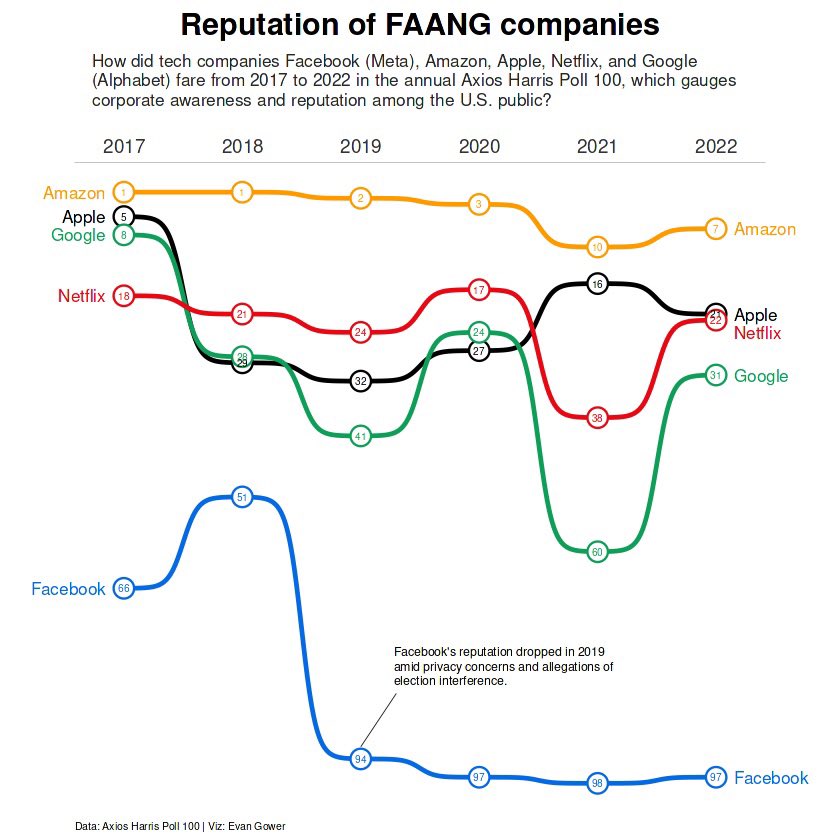 Reputation of FAANG companies
How did tech companies Facebook (Meta), Amazon, Apple, Netflix, and Google
(Alphabet) fare from 2017 to 2022 in the annual Axios Harris Poll 100, which gauges
corporate awareness and reputation among the U.S. public?
2017 2018 2019 2020 2021 2022
Amazon 1 1 2 3 10 7 Amazon
Apple 5 29 32 27 16 21 Apple
Google 8 28 41 24 60 31 Google
Netflix 18 21 24 17 38 22 Netflix
Facebook 66 51 94 97 98 97 Facebook
Facebook's reputation dropped in 2019
amid privacy concerns and allegations of
election interference.
Data: Axios Harris Poll 100 | Viz: Evan Gower